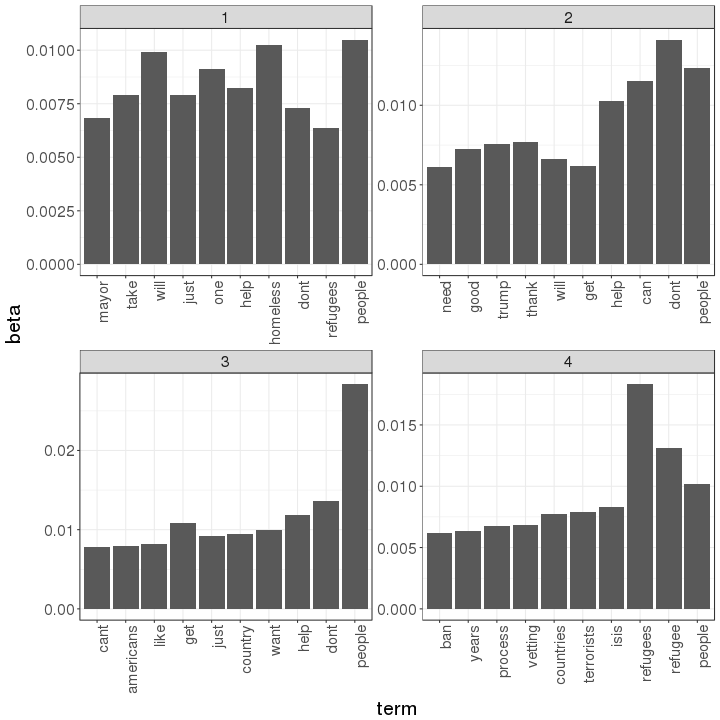 1
2
0.0100
0.0075
0.0050
0.0025
0.0000
0.010
0.005
0.000
mayor
take
will
just
one
help
homeless
dont
refugees
people
need
good
trump
thank
will
get
help
can
dont
people
beta
3
4
0.02
0.01
0.00
0.015
0.010
0.005
0.000
cant
americans
like
get
just
country
want
help
dont
people
ban
years
process
vetting
countries
terrorists
isis
refugees
refugee
people
term